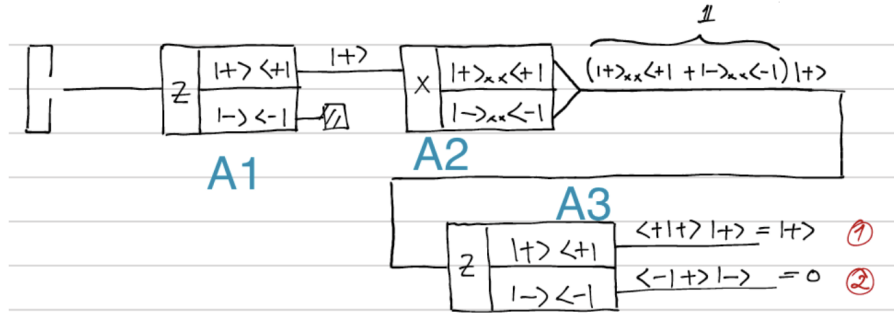 𝟙
|+> <+|
|+>
|+>ₓₓ<+|
(|+>ₓₓ<+| + |->ₓₓ<-|) |+>
Z
X
|-> <-|
|->ₓₓ<-|
A1
A2
A3
|+> <+|
<+|+> |+> = |+>
①
Z
|-> <-|
<-|+> |-> = 0
②